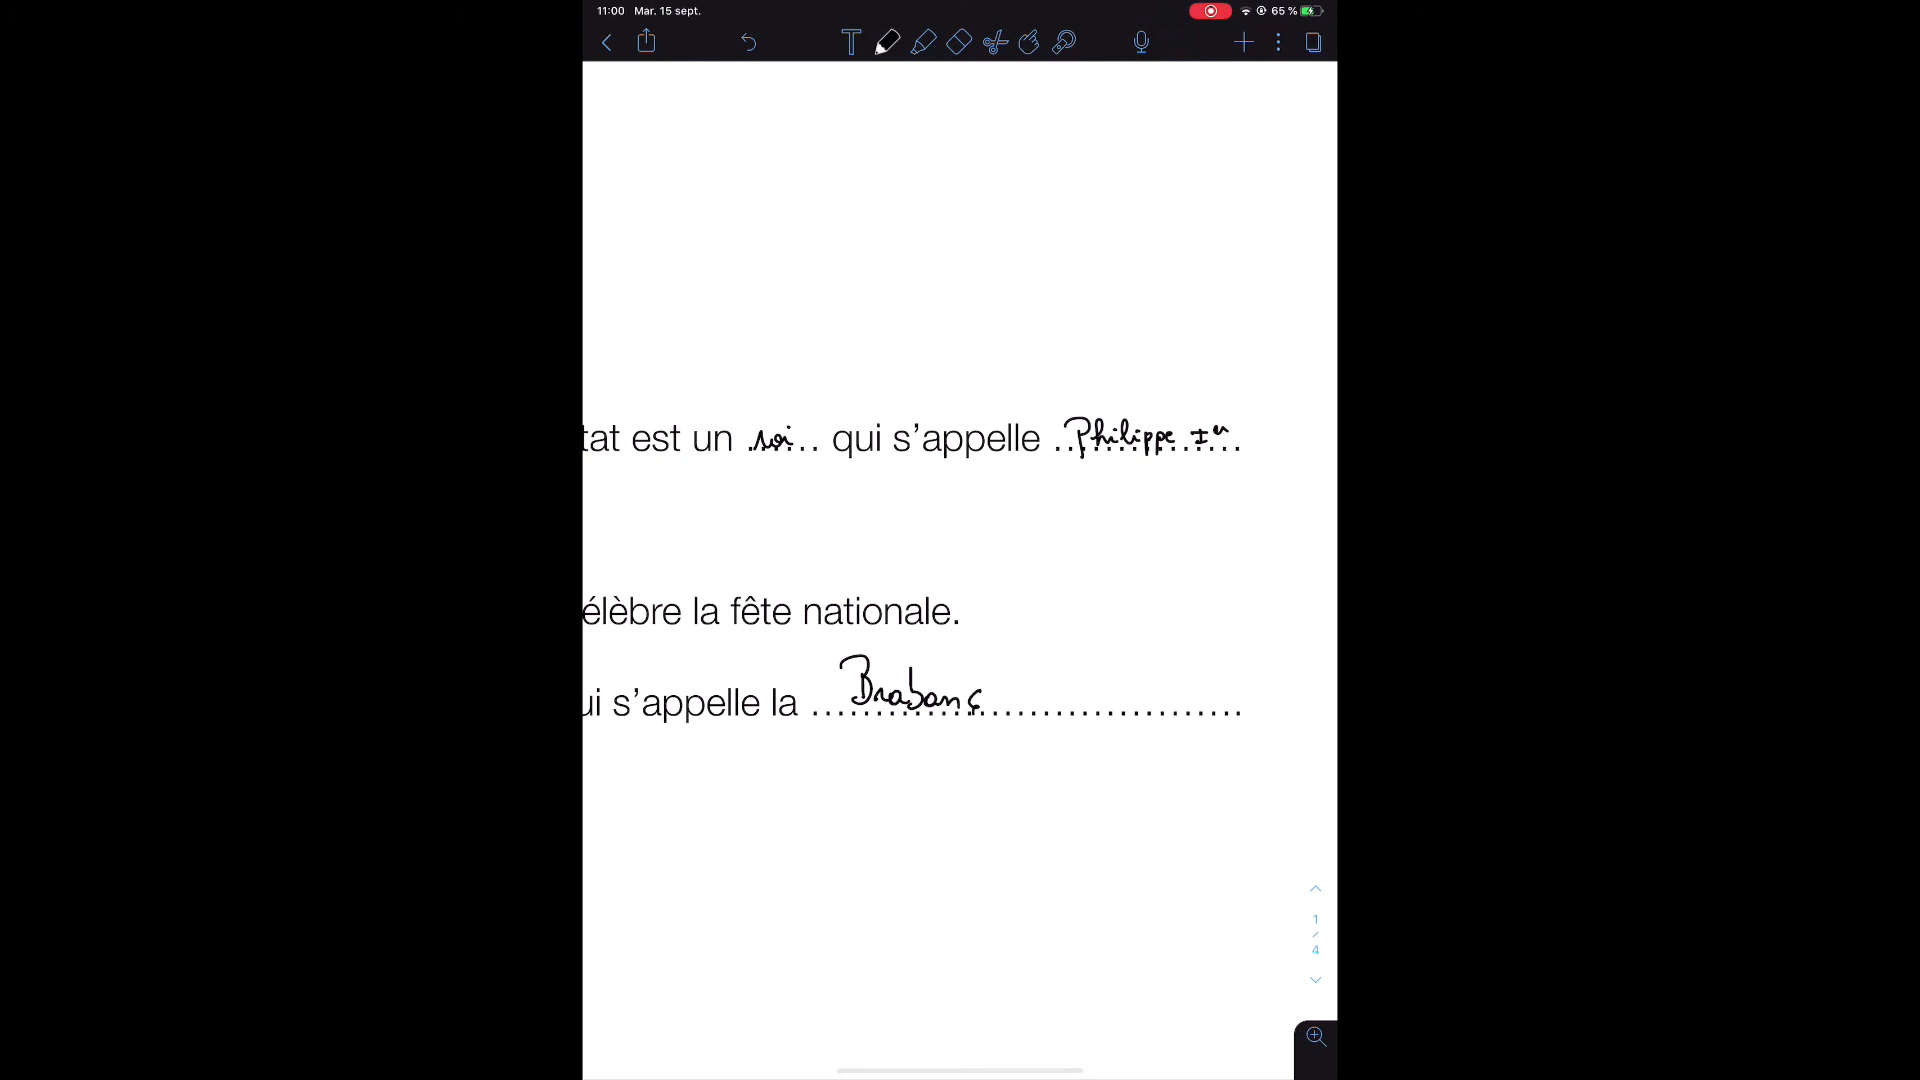 11:00 Mar. 15 sept. 65 %
tat est un roi qui s’appelle Philippe Ier
élèbre la fête nationale.
ui s’appelle la Brabanç
1
/
4